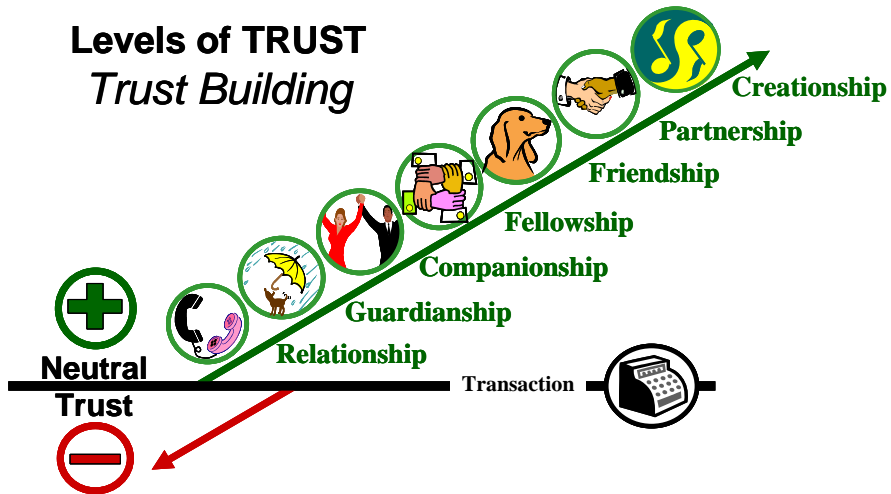 Levels of TRUST
Trust Building
Creationship
Partnership
Friendship
Fellowship
Companionship
Guardianship
Relationship
Neutral
Trust
Transaction